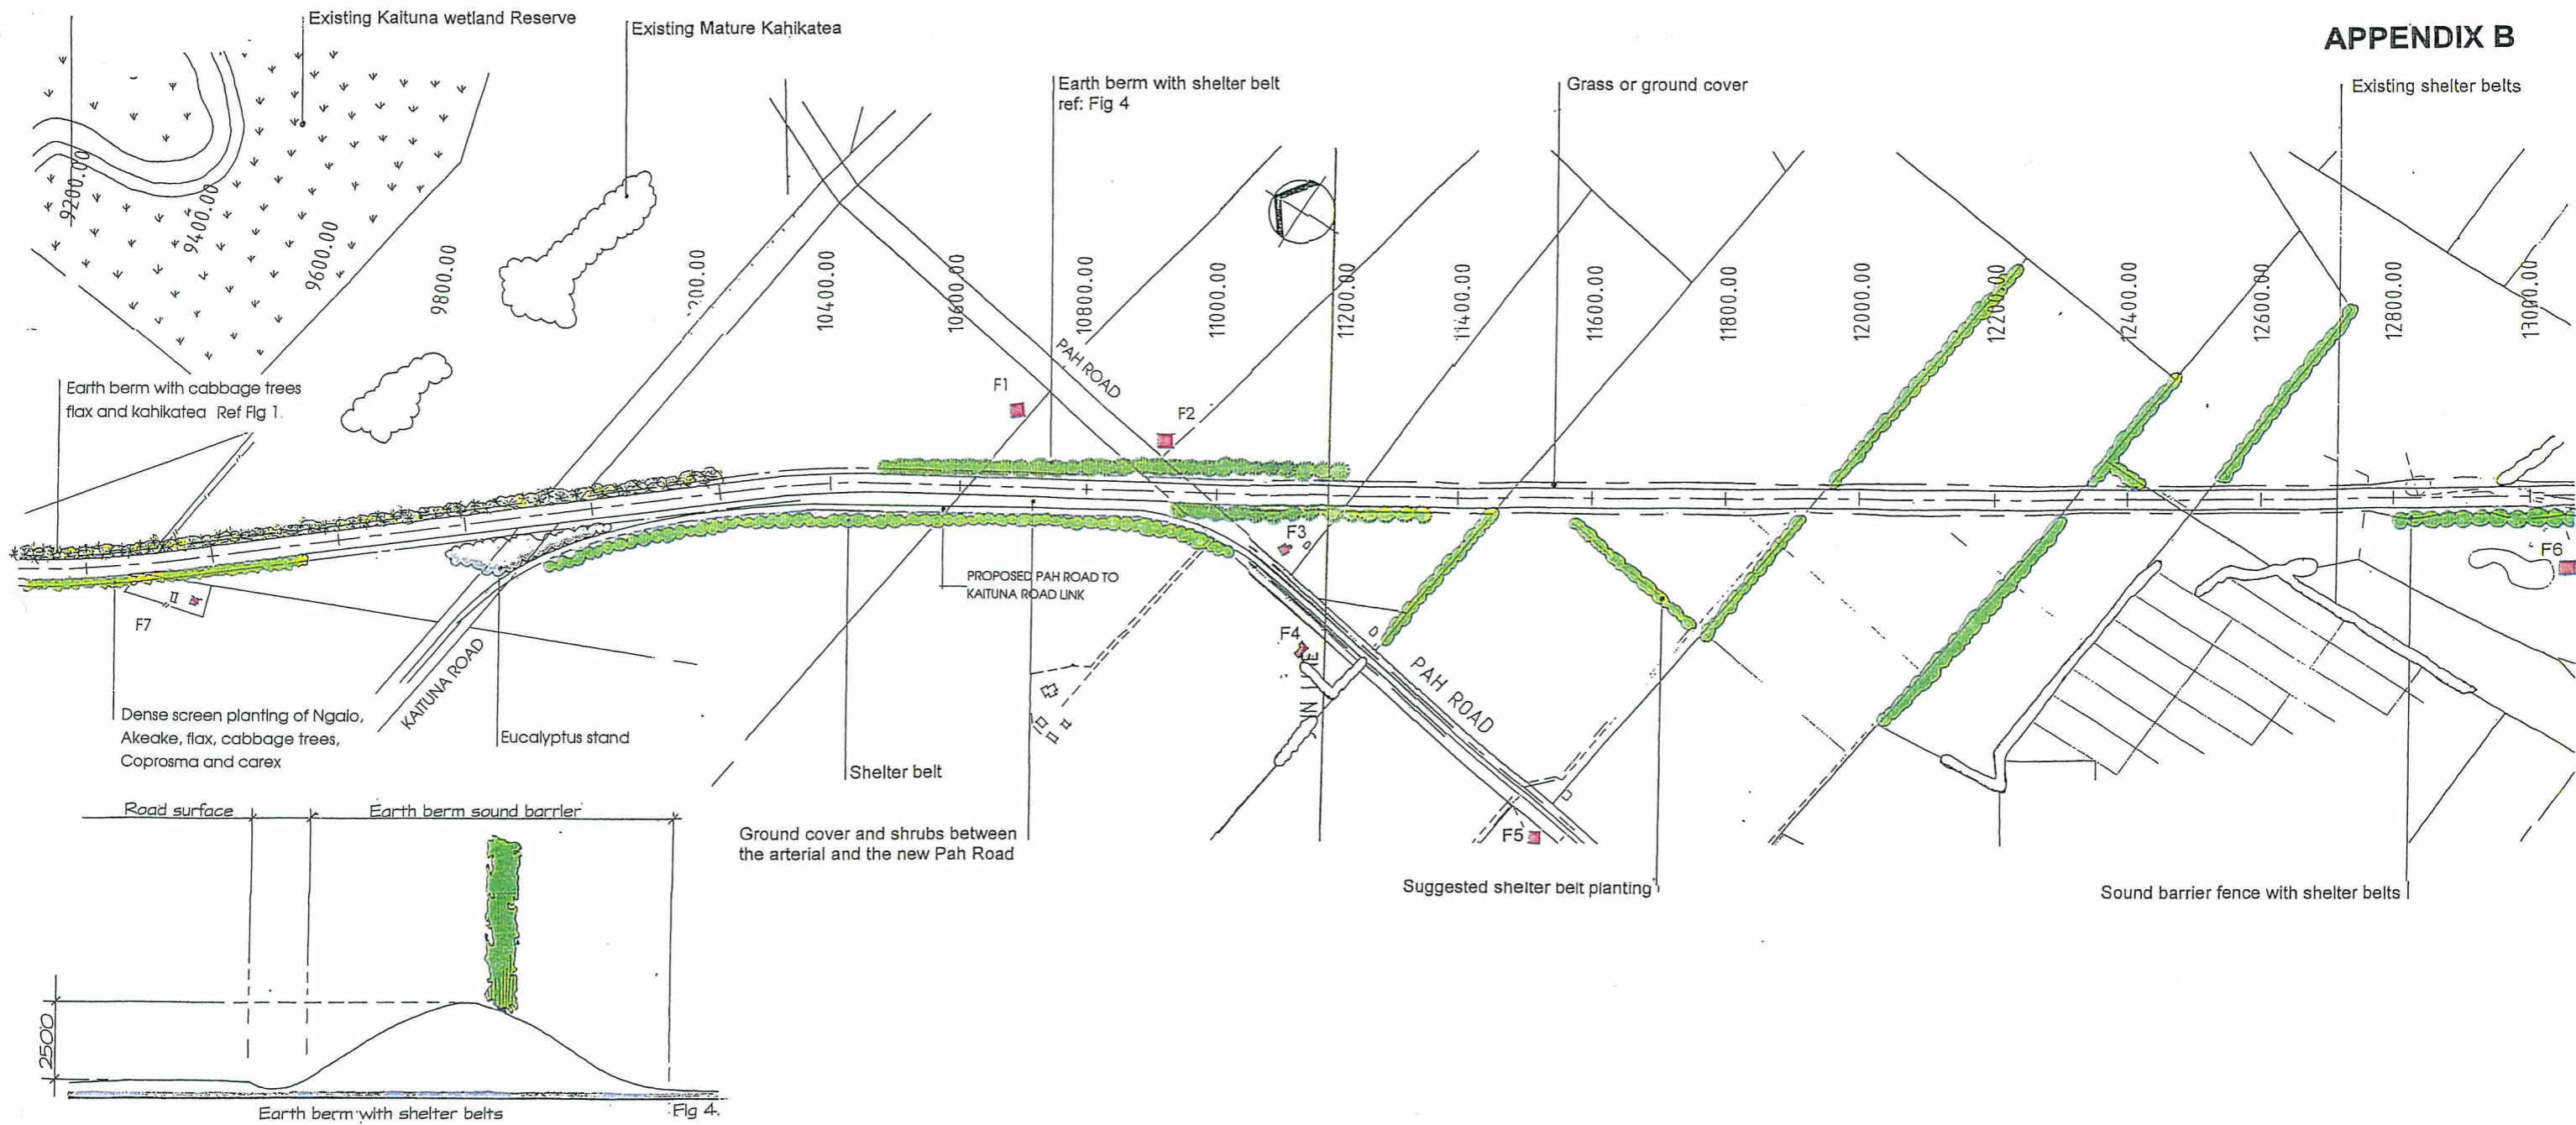 APPENDIX B
Existing Kaituna wetland Reserve
Existing Mature Kahikatea
Earth berm with shelter belt
ref: Fig 4
Grass or ground cover
Existing shelter belts
9200.00
9400.00
9600.00
9800.00
10400.00
10600.00
10800.00
11000.00
11200.00
11400.00
11600.00
11800.00
12000.00
12200.00
12400.00
12600.00
12800.00
13000.00
PAH ROAD
F1
F2
Earth berm with cabbage trees
flax and kahikatea Ref Fig 1.
F3
F6
PROPOSED PAH ROAD TO
KAITUNA ROAD LINK
F7
F4
KAITUNA ROAD
PAH ROAD
Dense screen planting of Ngaio,
Akeake, flax, cabbage trees,
Coprosma and carex
Eucalyptus stand
Shelter belt
Ground cover and shrubs between
the arterial and the new Pah Road
F5
Suggested shelter belt planting
Sound barrier fence with shelter belts
Road surface
Earth berm sound barrier
2500
Earth berm with shelter belts
Fig 4.